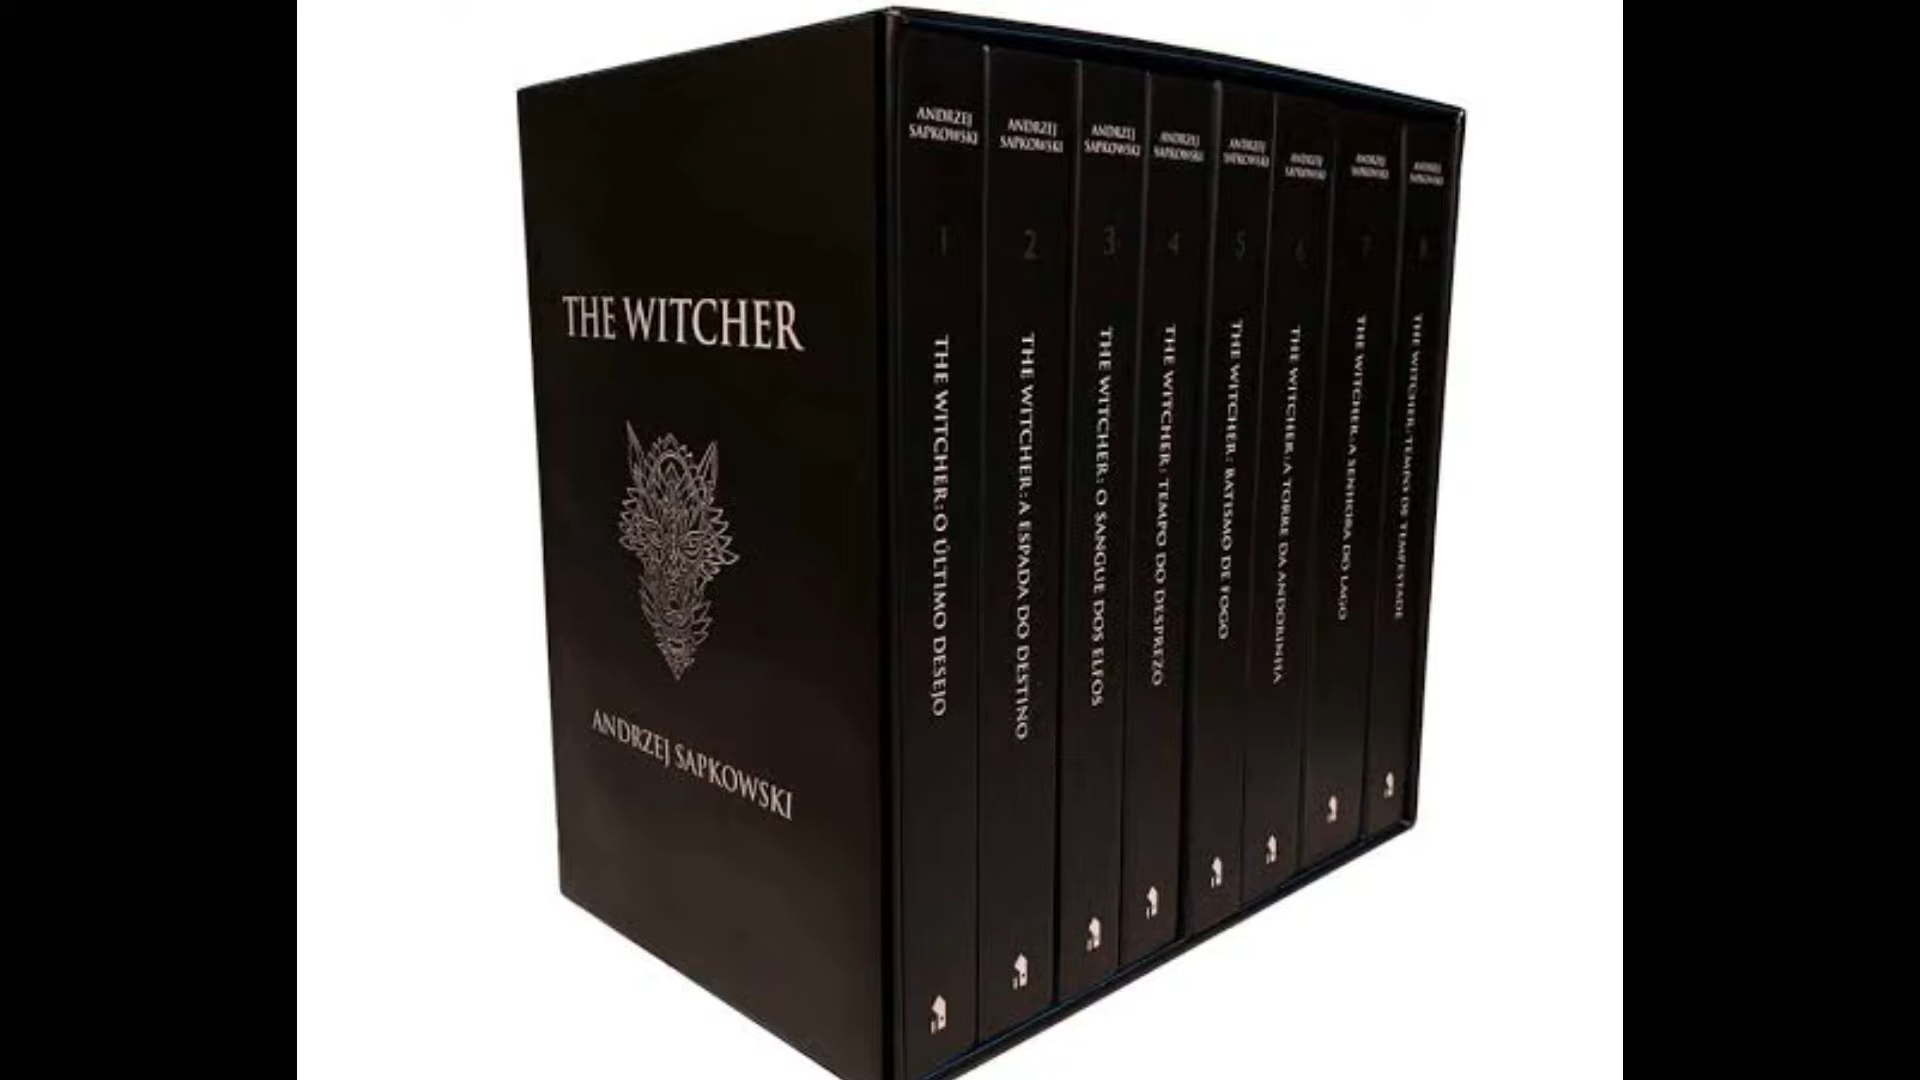 THE WITCHER
ANDRZEJ SAPKOWSKI
ANDRZEJ
SAPKOWSKI
1
THE WITCHER: O ÚLTIMO DESEJO
ANDRZEJ
SAPKOWSKI
2
THE WITCHER: A ESPADA DO DESTINO
ANDRZEJ
SAPKOWSKI
3
THE WITCHER: O SANGUE DOS ELFOS
ANDRZEJ
SAPKOWSKI
4
THE WITCHER: TEMPO DO DESPREZO
ANDRZEJ
SAPKOWSKI
5
THE WITCHER: BATISMO DE FOGO
ANDRZEJ
SAPKOWSKI
6
THE WITCHER: A TORRE DA ANDORINHA
ANDRZEJ
SAPKOWSKI
7
THE WITCHER: A SENHORA DO LAGO
ANDRZEJ
SAPKOWSKI
8
THE WITCHER: TEMPO DE TEMPESTADE